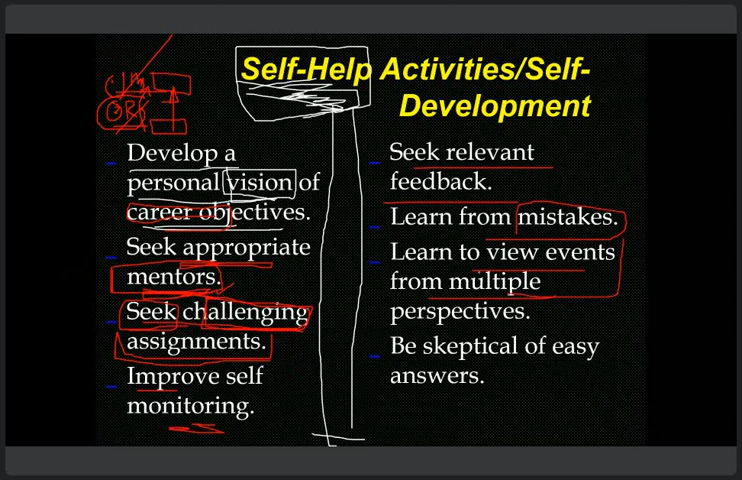 Self-Help Activities/Self-
Development
Develop a
personal vision of
career objectives.
Seek appropriate
mentors.
Seek challenging
assignments.
Improve self
monitoring.
Seek relevant
feedback.
Learn from mistakes.
Learn to view events
from multiple
perspectives.
Be skeptical of easy
answers.